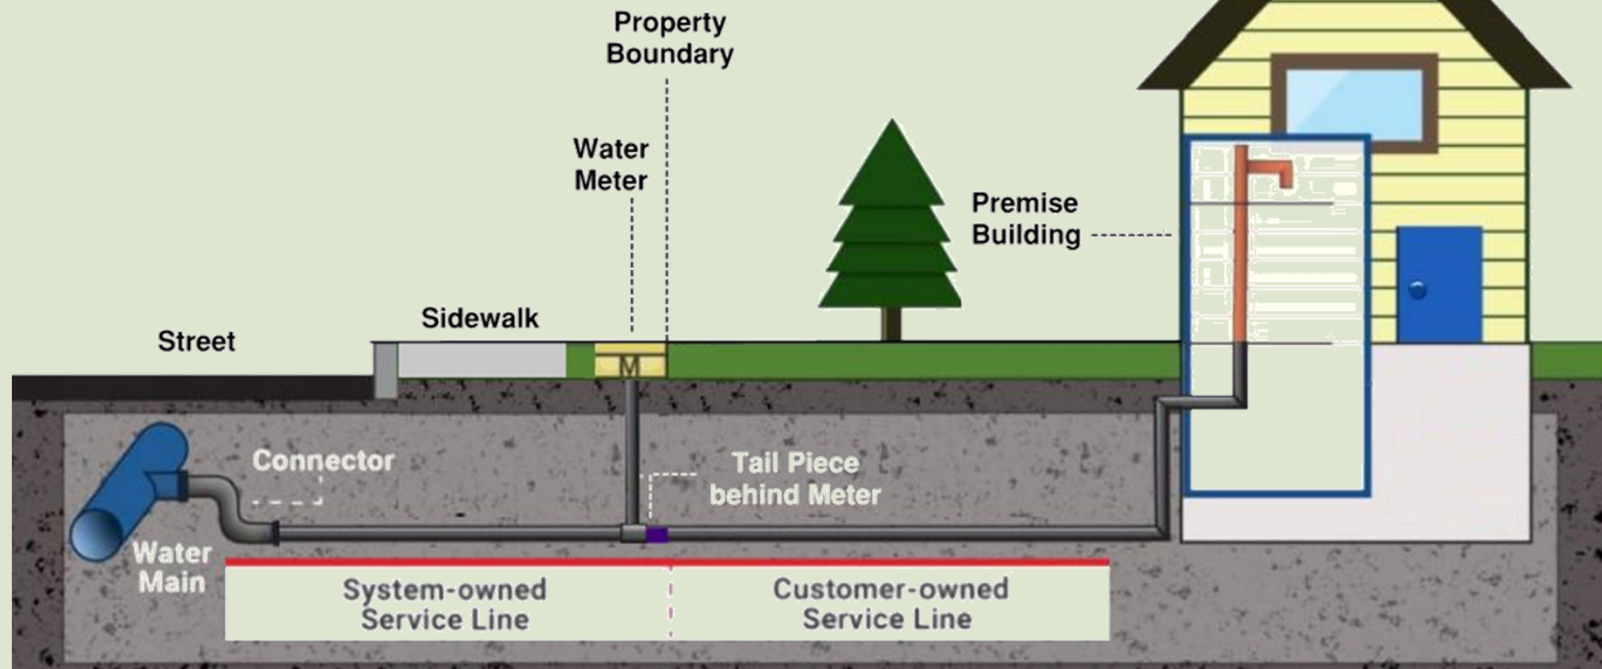 Property
Boundary
Water
Meter
Premise
Building
Sidewalk
Street
M
Connector
Tail Piece
behind Meter
Water
Main
System-owned
Service Line
Customer-owned
Service Line